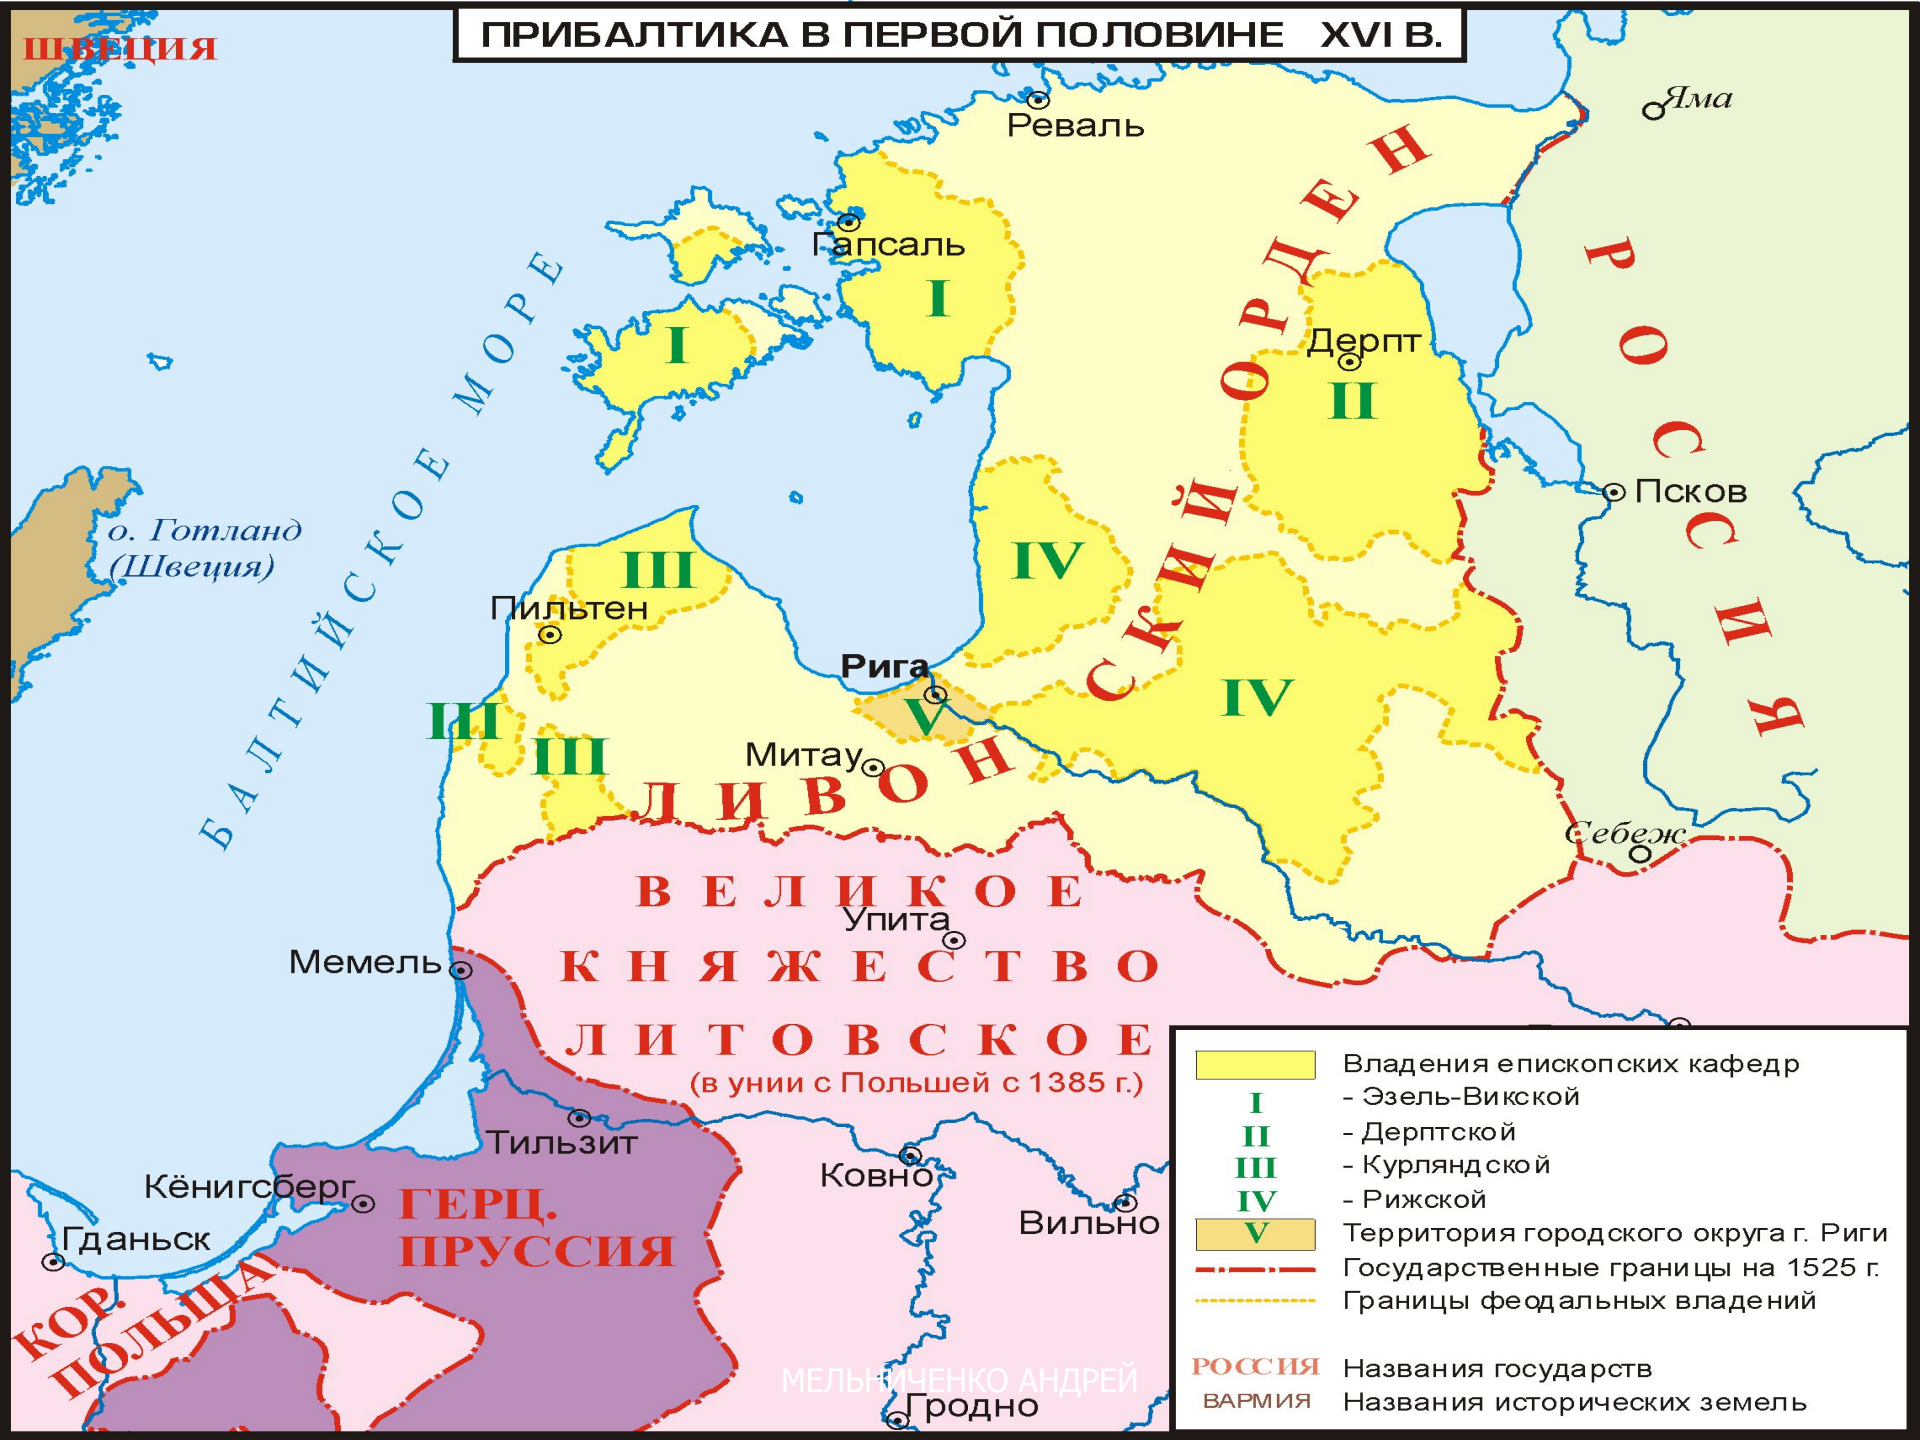 ПРИБАЛТИКА В ПЕРВОЙ ПОЛОВИНЕ XVI В.
ШВЕЦИЯ
Яма
Ревель
ЛИВОНСКИЙ ОРДЕН
РОССИЯ
Гапсаль
I
I
БАЛТИЙСКОЕ МОРЕ
Дерпт
II
Псков
о. Готланд
(Швеция)
III
IV
Пильтен
Рига
IV
III
V
III
Митау
Себеж
ВЕЛИКОЕ
Упита
КНЯЖЕСТВО
Мемель
ЛИТОВСКОЕ
(в унии с Польшей с 1385 г.)
Тильзит
Ковно
Кёнигсберг
ГЕРЦ.
ПРУССИЯ
Вильно
Гданьск
КОР.
ПОЛЬША
МЕЛЬНИЧЕНКО АНДРЕЙ
Гродно
Владения епископских кафедр
I - Эзель-Викской
II - Дерптской
III - Курляндской
IV - Рижской
V Территория городского округа г. Риги
Государственные границы на 1525 г.
Границы феодальных владений
РОССИЯ Названия государств
ВАРМИЯ Названия исторических земель